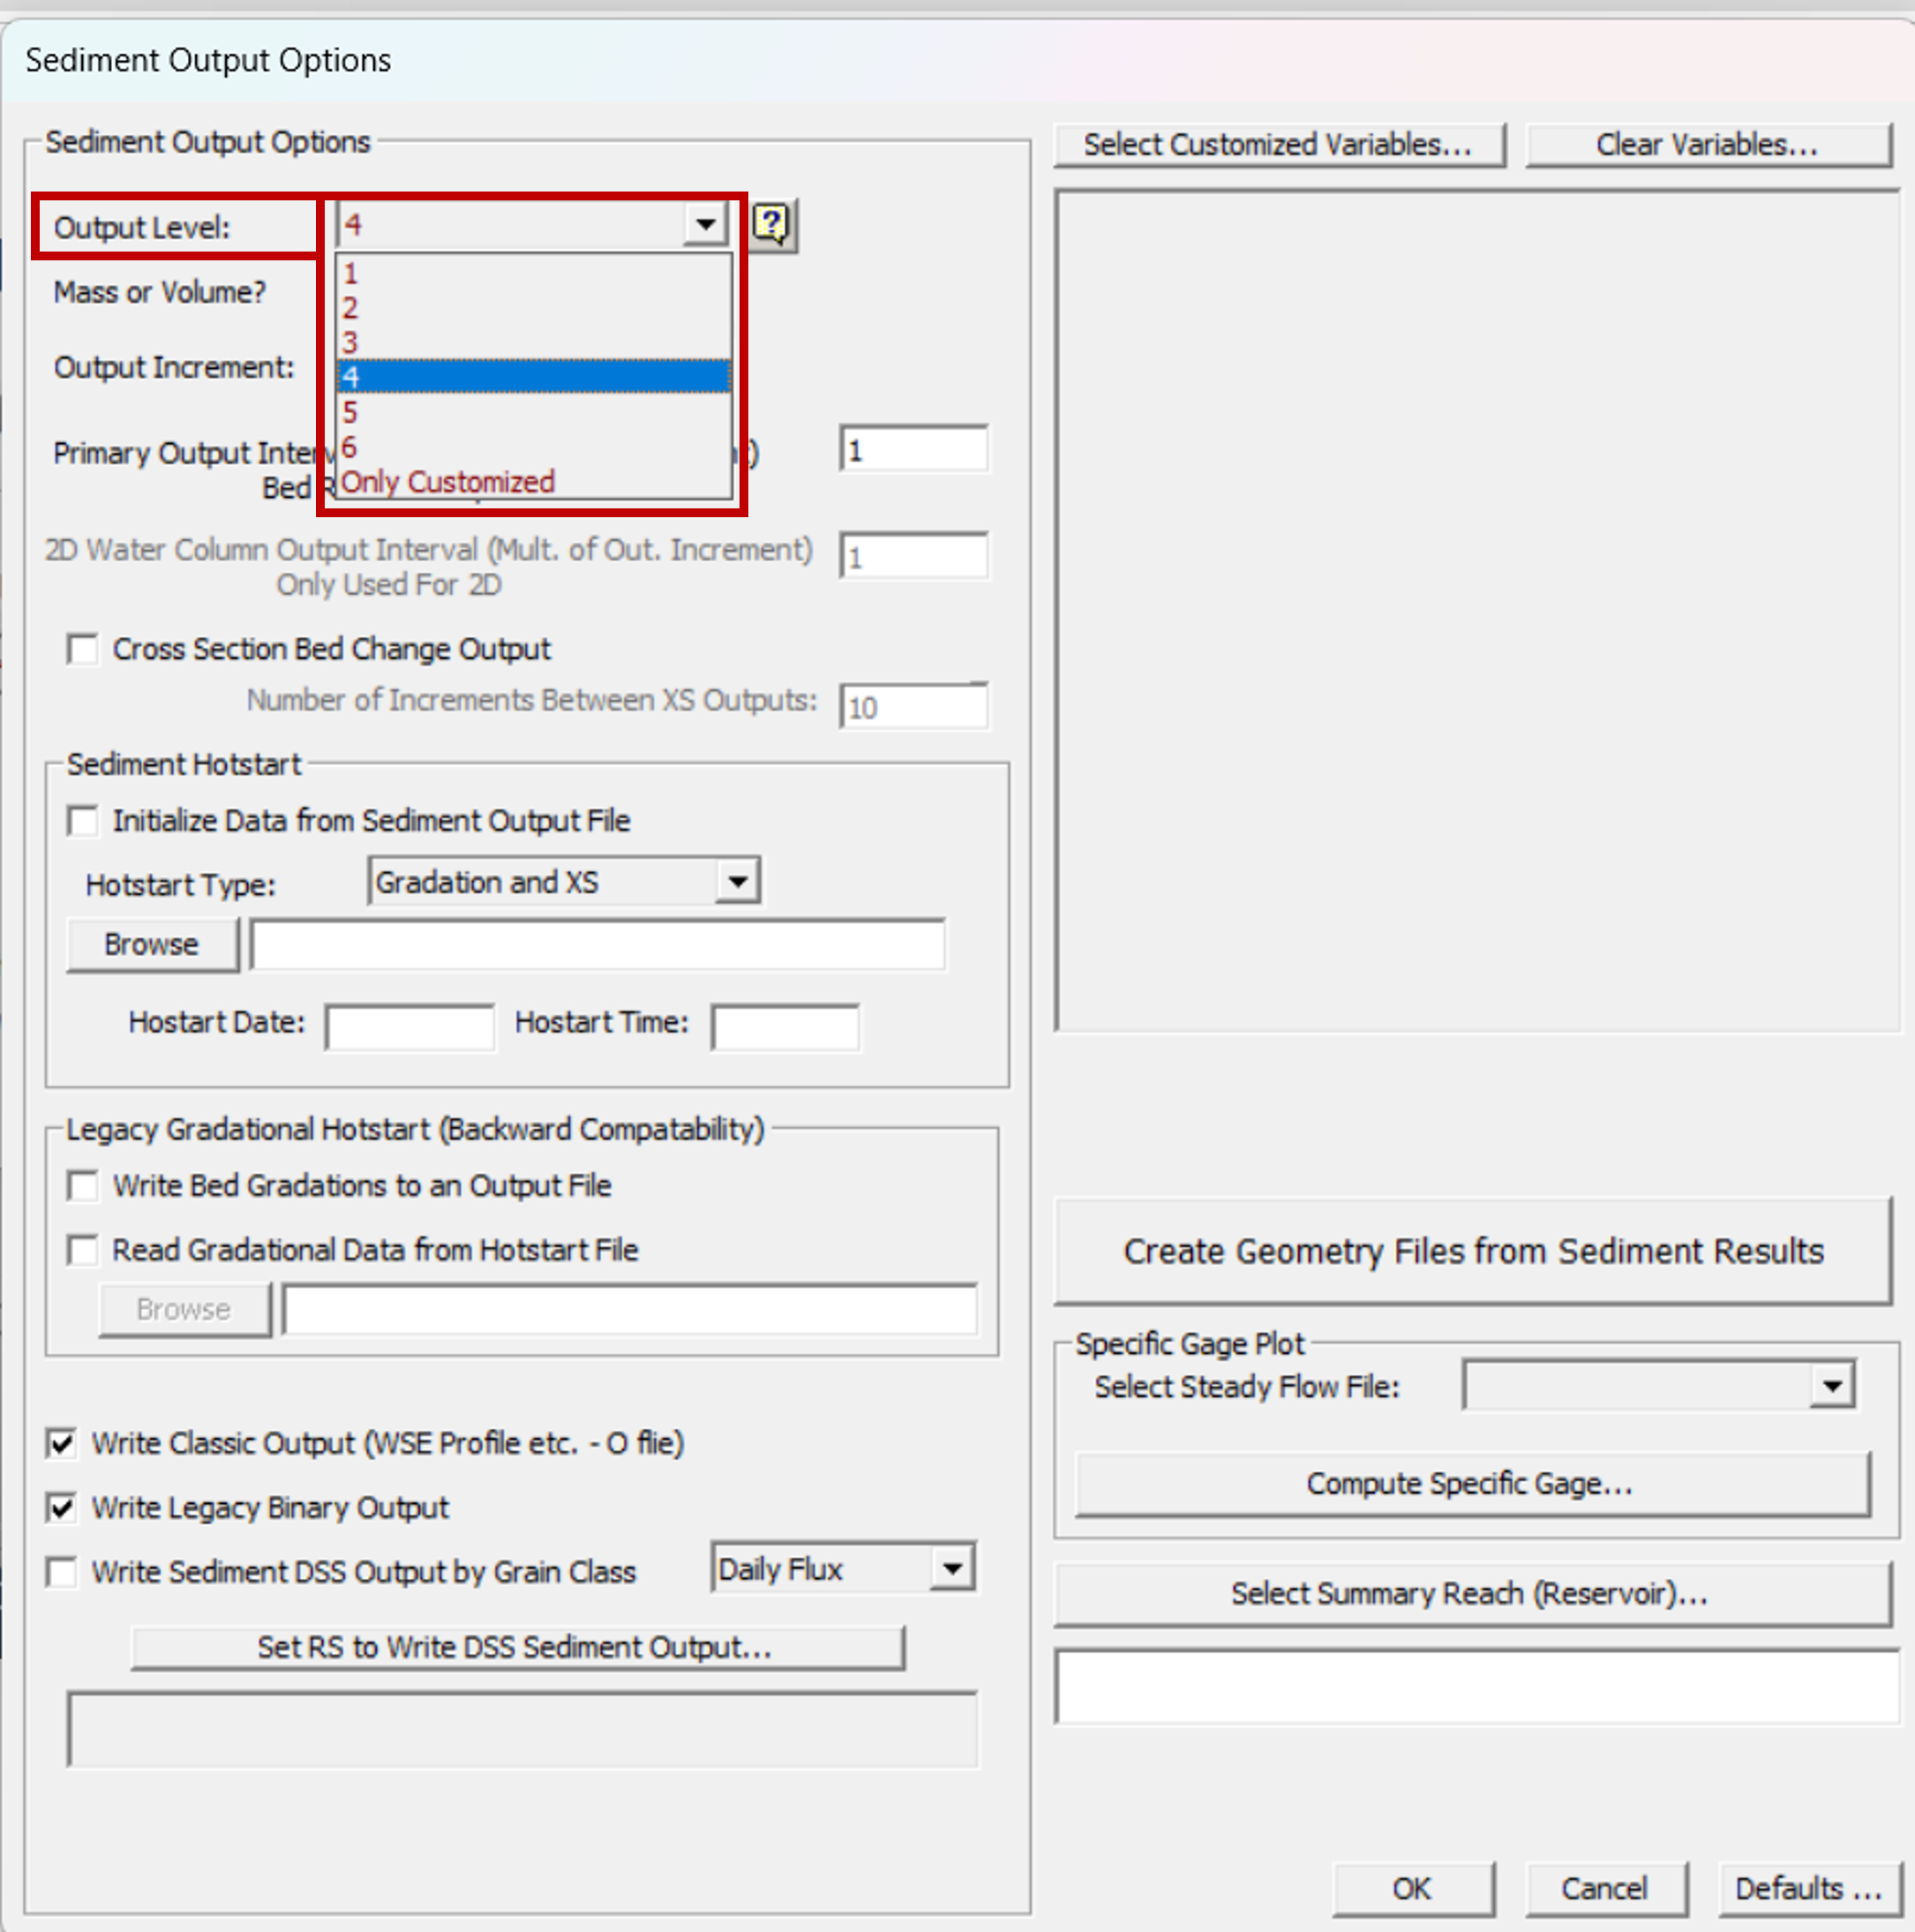 Sediment Output Options
Sediment Output Options
Output Level:
4
1
2
3
4
5
6
Only Customized
Mass or Volume?
Output Increment:
Primary Output
1
Bed
2D Water Column Output Interval (Mult. of Out. Increment)
Only Used For 2D
1
Cross Section Bed Change Output
Number of Increments Between XS Outputs: 10
Sediment Hotstart
Initialize Data from Sediment Output File
Hotstart Type: Gradation and XS
Browse
Hostart Date: Hostart Time:
Legacy Gradational Hotstart (Backward Compatability)
Write Bed Gradations to an Output File
Read Gradational Data from Hotstart File
Browse
Write Classic Output (WSE Profile etc. - O flie)
Write Legacy Binary Output
Write Sediment DSS Output by Grain Class Daily Flux
Set RS to Write DSS Sediment Output...
Select Customized Variables... Clear Variables...
Create Geometry Files from Sediment Results
Specific Gage Plot
Select Steady Flow File:
Compute Specific Gage...
Select Summary Reach (Reservoir)...
OK Cancel Defaults ...